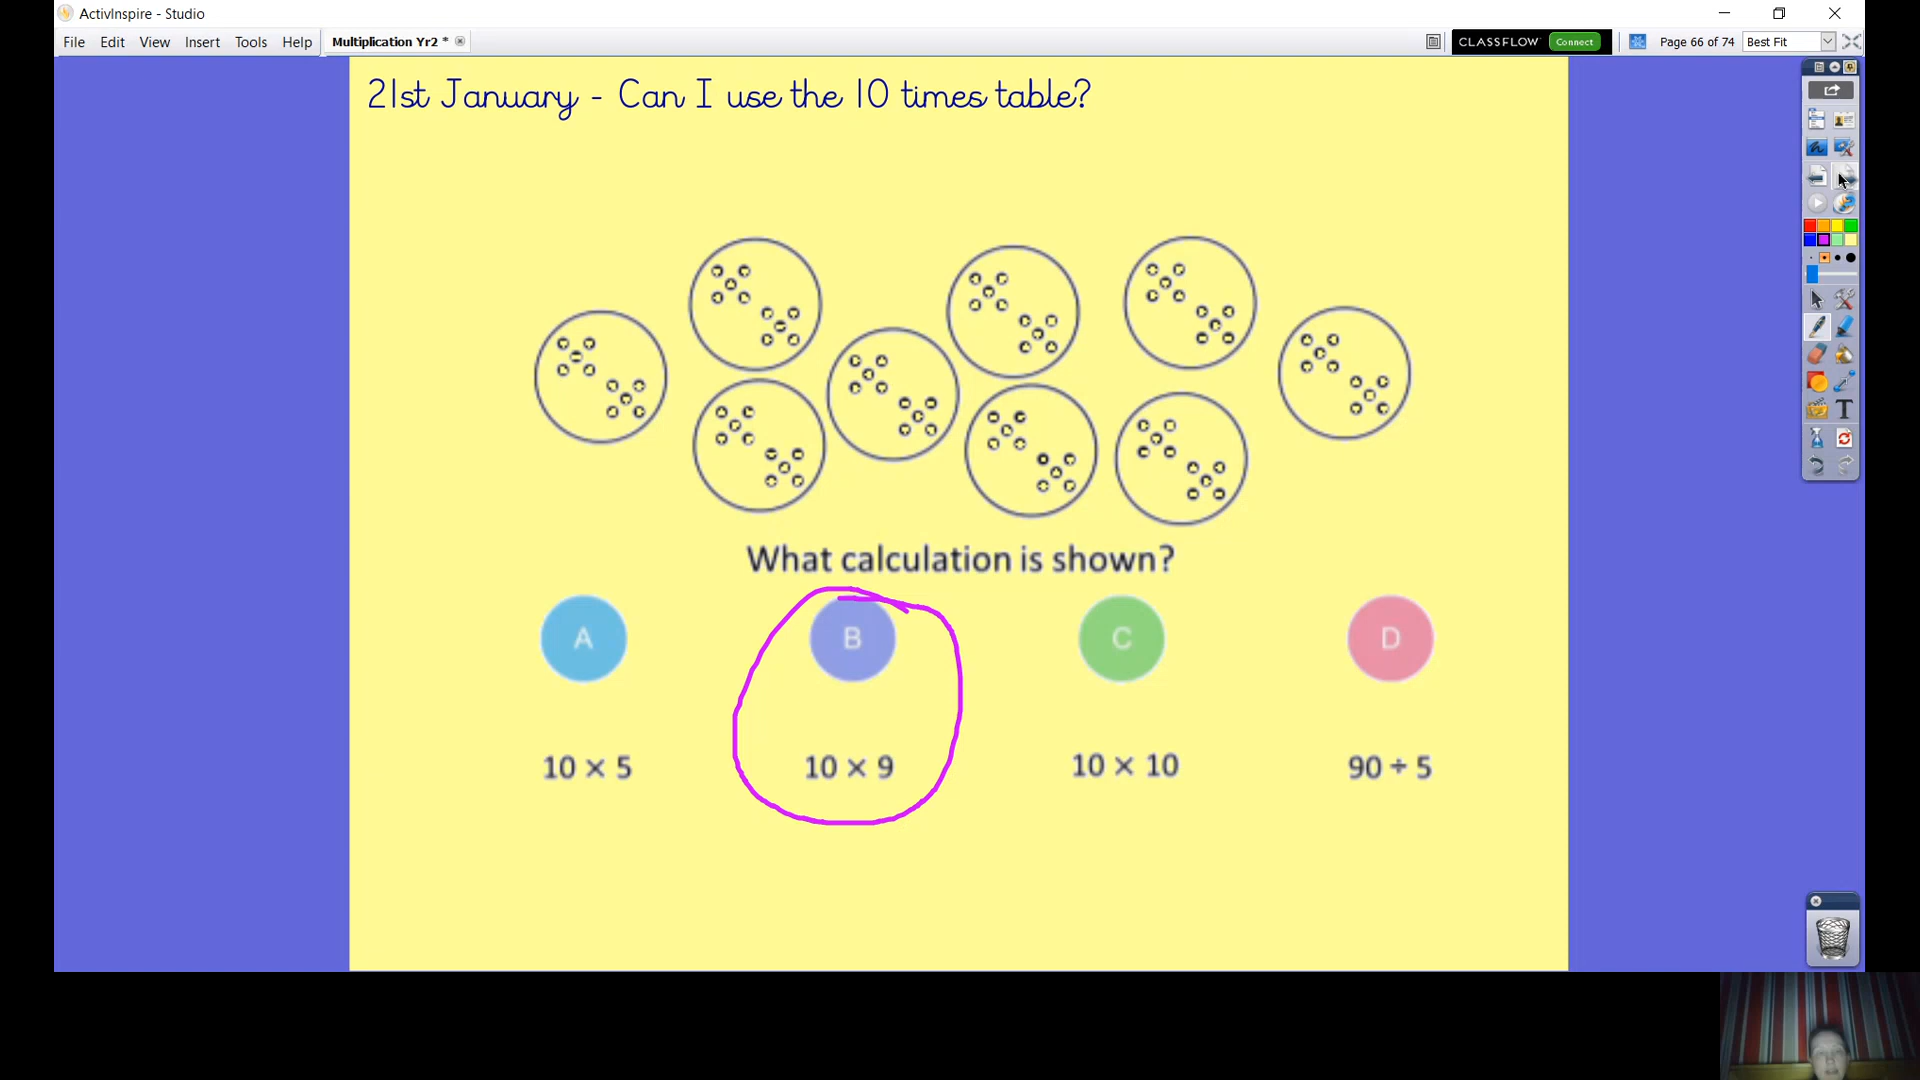 ActivInspire - Studio
File Edit View Insert Tools Help Multiplication Yr2 * CLASSFLOW Connect Page 66 of 74 Best Fit
21st January - Can I use the 10 times table?
What calculation is shown?
A B C D
10 × 5 10 × 9 10 × 10 90 ÷ 5